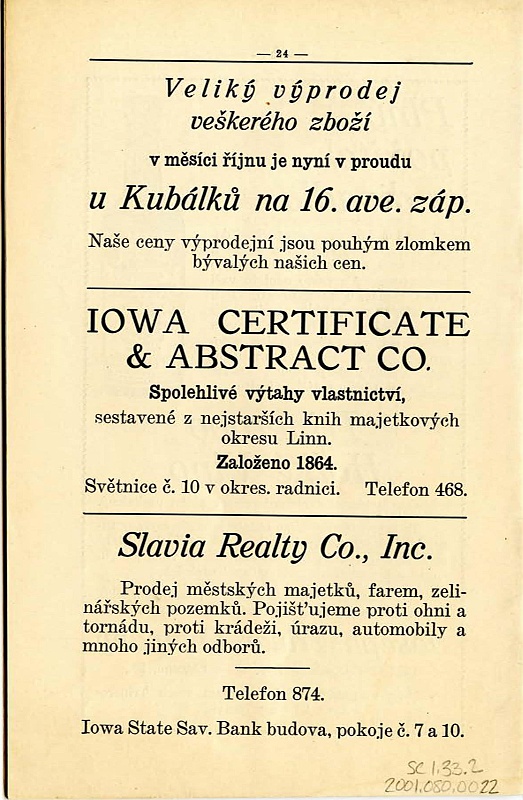 — 24 —
Veliký výprodej
veškerého zboží
v měsíci říjnu je nyní v proudu
u Kubálků na 16. ave. záp.
Naše ceny výprodejní jsou pouhým zlomkem
bývalých našich cen.
IOWA CERTIFICATE
& ABSTRACT CO.
Spolehlivé výtahy vlastnictví,
sestavené z nejstarších knih majetkových
okresu Linn.
Založeno 1864.
Světnice č. 10 v okres. radnici. Telefon 468.
Slavia Realty Co., Inc.
Prodej městských majetků, farem, zeli-
nářských pozemků. Pojišt'ujeme proti ohni a
tornádu, proti krádeži, úrazu, automobily a
mnoho jiných odborů.
Telefon 874.
Iowa State Sav. Bank budova, pokoje č. 7 a 10.
SC 1.33.2
2001.080.0022